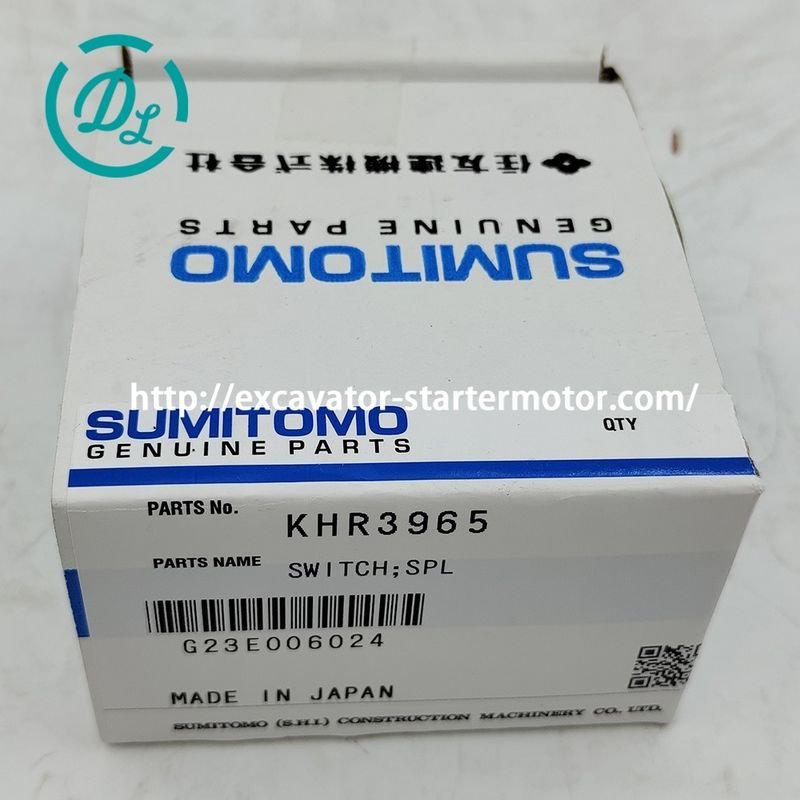 DL
住友建機株式会社
GENUINE PARTS
SUMITOMO
http://excavator-startermotor.com/
SUMITOMO
GENUINE PARTS
QTY
PARTS No.
KHR3965
PARTS NAME
SWITCH;SPL
G23E006024
MADE IN JAPAN
SUMITOMO (S.H.I.) CONSTRUCTION MACHINERY CO., LTD.